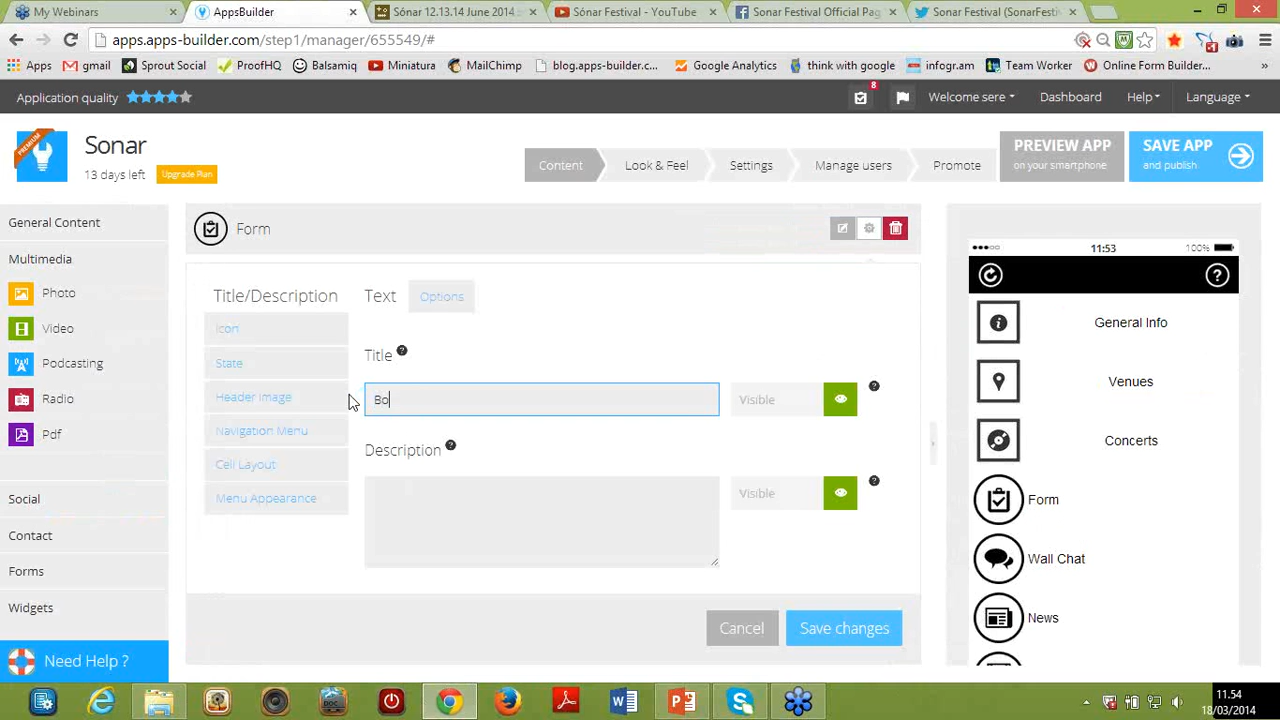 My Webinars
AppsBuilder
Sónar 12.13.14 June 2014
Sónar Festival - YouTube
Sonar Festival Official Pag
Sónar Festival (SonarFesti
apps.apps-builder.com/step1/manager/655549/#
Apps
gmail
Sprout Social
ProofHQ
Balsamiq
Miniatura
MailChimp
blog.apps-builder.c...
Google Analytics
think with google
infogr.am
Team Worker
Online Form Builder...
Application quality
8
Welcome sere
Dashboard
Help
Language
PREMIUM
Sonar
13 days left
Upgrade Plan
Content
Look & Feel
Settings
Manage users
Promote
PREVIEW APP
on your smartphone
SAVE APP
and publish
General Content
Multimedia
Photo
Video
Podcasting
Radio
Pdf
Social
Contact
Forms
Widgets
Need Help ?
Form
Title/Description
Icon
State
Header Image
Navigation Menu
Cell Layout
Menu Appearance
Text
Options
Title
Bo
Visible
Description
Visible
Cancel
Save changes
11:53
100%
General Info
Venues
Concerts
Form
Wall Chat
News
11.54
18/03/2014